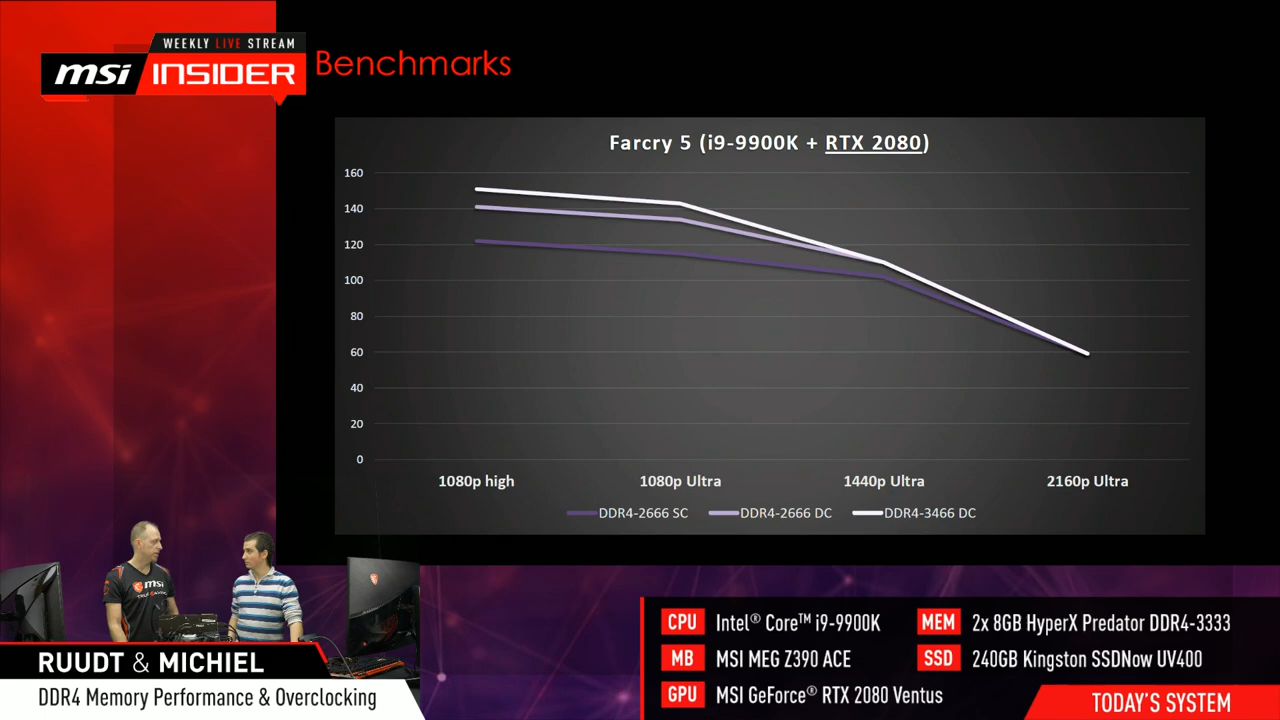 WEEKLY LIVE STREAM
msi INSIDER
Benchmarks
Farcry 5 (i9-9900K + RTX 2080)
160
140
120
100
80
60
40
20
0
1080p high
1080p Ultra
1440p Ultra
2160p Ultra
DDR4-2666 SC
DDR4-2666 DC
DDR4-3466 DC
msi
RUUDT & MICHIEL
DDR4 Memory Performance & Overclocking
CPU Intel® Core™ i9-9900K
MB MSI MEG Z390 ACE
GPU MSI GeForce® RTX 2080 Ventus
MEM 2x 8GB HyperX Predator DDR4-3333
SSD 240GB Kingston SSDNow UV400
TODAY'S SYSTEM